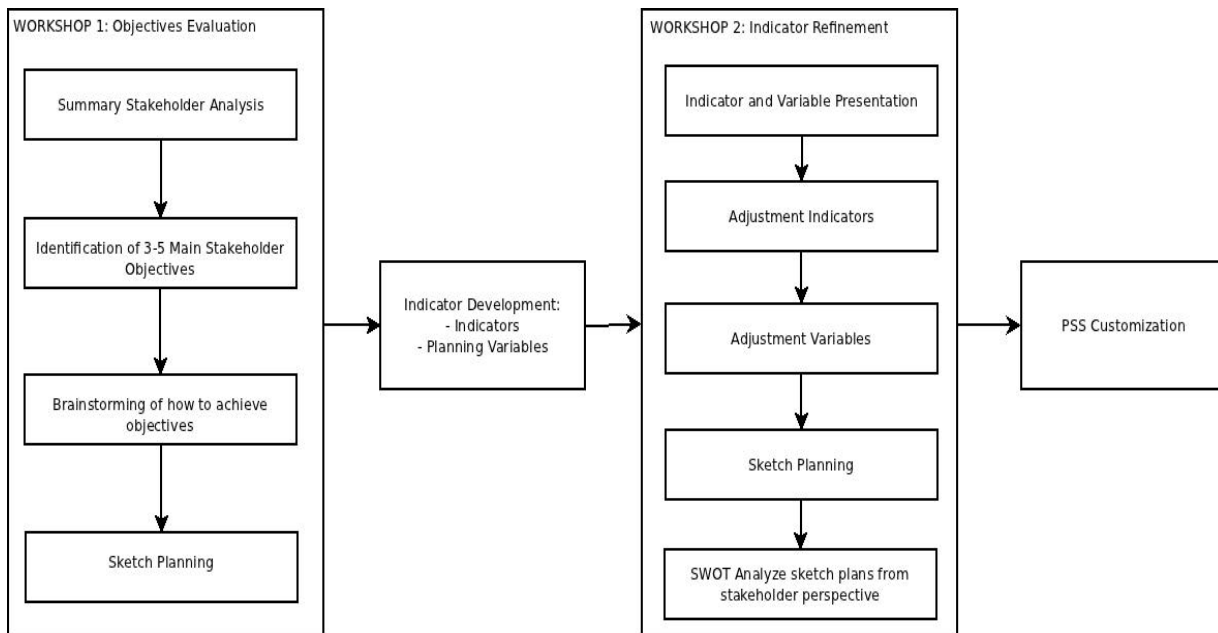 WORKSHOP 1: Objectives Evaluation
Summary Stakeholder Analysis
Identification of 3-5 Main Stakeholder
Objectives
Brainstorming of how to achieve
objectives
Sketch Planning
Indicator Development:
- Indicators
- Planning Variables
WORKSHOP 2: Indicator Refinement
Indicator and Variable Presentation
Adjustment Indicators
Adjustment Variables
Sketch Planning
SWOT Analyze sketch plans from
stakeholder perspective
PSS Customization